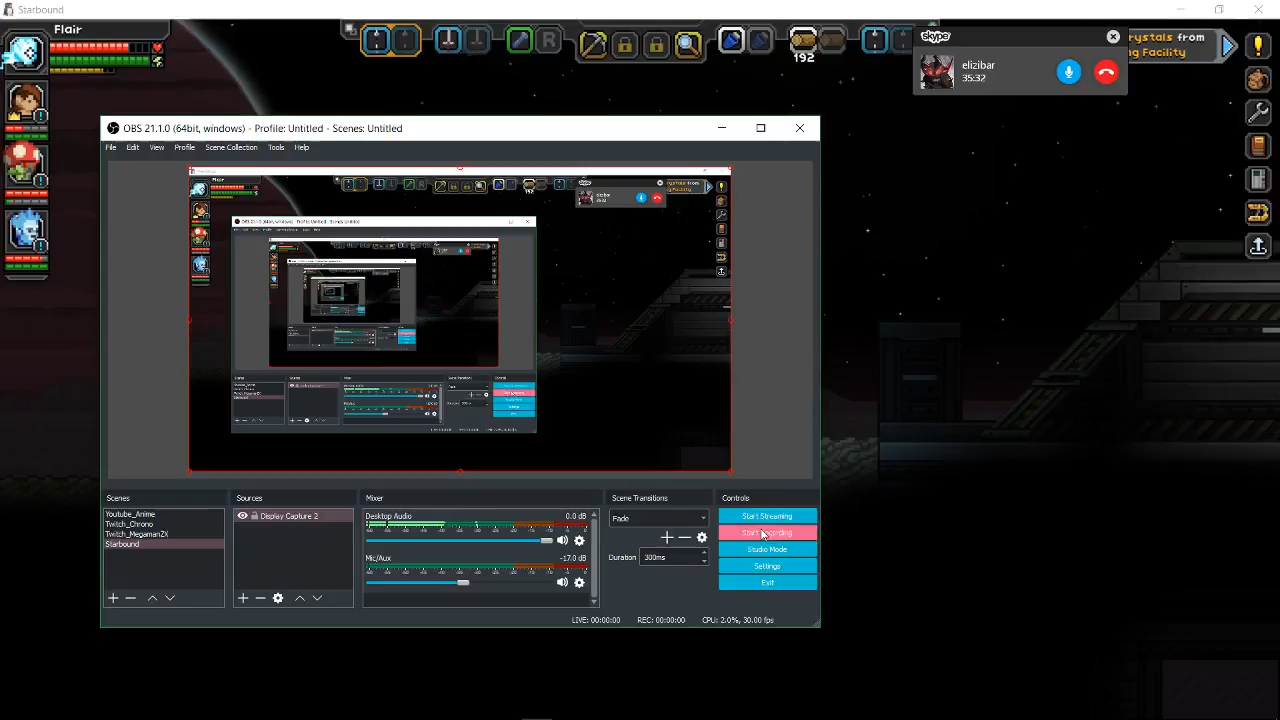 Starbound
Flair
R
192
skype
elizibar
35:32
rystals from
ng Facility
OBS 21.1.0 (64bit, windows) - Profile: Untitled - Scenes: Untitled
File Edit View Profile Scene Collection Tools Help
Scenes
Youtube_Anime
Twitch_Chrono
Twitch_MegamanZX
Starbound
Sources
Display Capture 2
Mixer
Desktop Audio 0.0 dB
Mic/Aux -17.0 dB
Scene Transitions
Fade
Duration 300ms
Controls
Start Streaming
Start Recording
Studio Mode
Settings
Exit
LIVE: 00:00:00 REC: 00:00:00 CPU: 2.0%, 30.00 fps